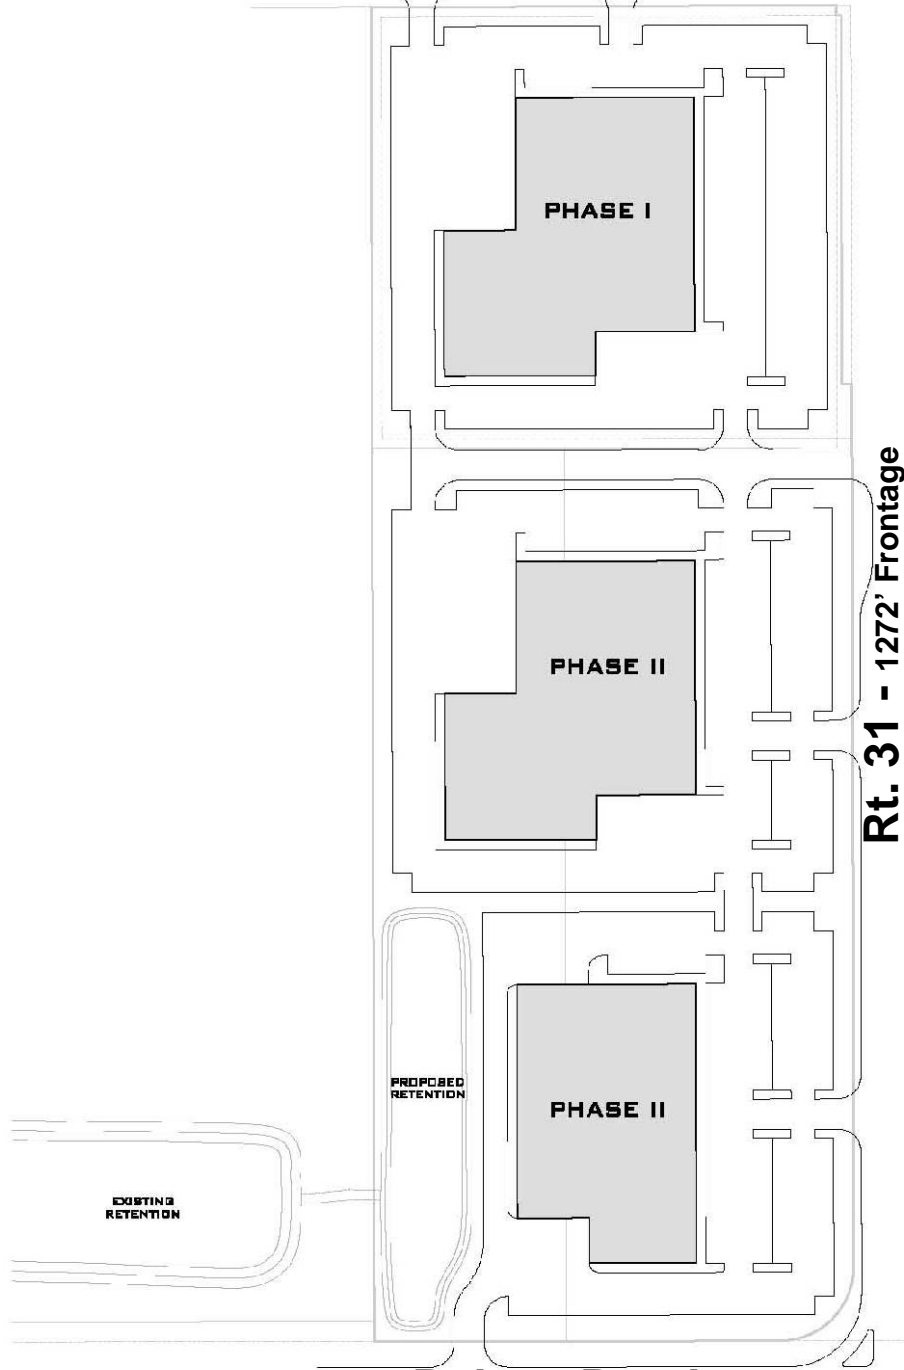 PHASE I
PHASE II
Rt. 31 - 1272' Frontage
PROPOSED
RETENTION
PHASE II
EXISTING
RETENTION